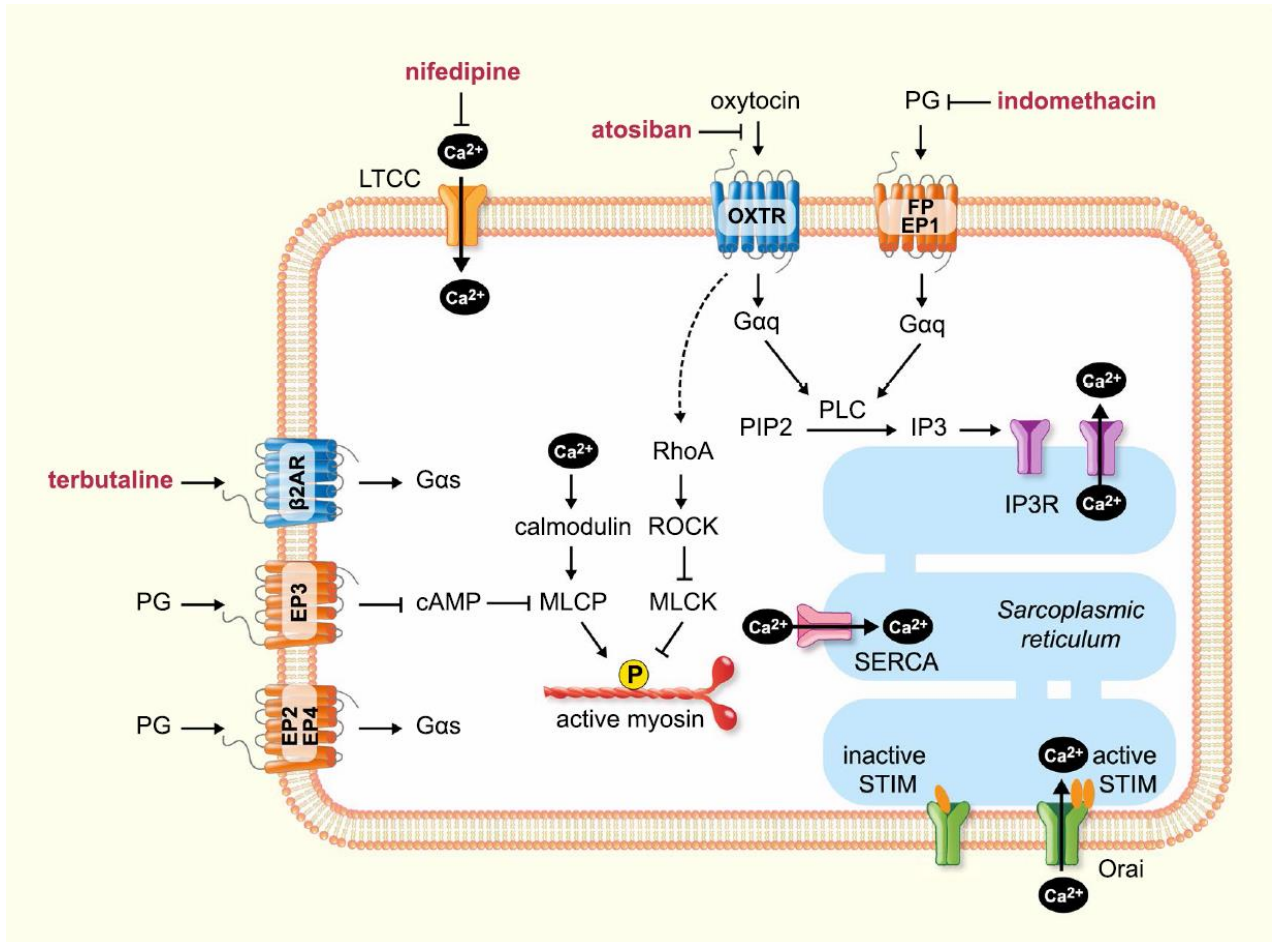 nifedipine
Ca2+
LTCC
Ca2+
atosiban
oxytocin
OXTR
PG
indomethacin
FP
EP1
Gαq
Gαq
PLC
PIP2
IP3
Ca2+
IP3R
Ca2+
terbutaline
β2AR
Gαs
Ca2+
RhoA
calmodulin
ROCK
PG
EP3
cAMP
MLCP
MLCK
Ca2+
Ca2+
SERCA
Sarcoplasmic
reticulum
P
active myosin
PG
EP2
EP4
Gαs
inactive
STIM
Ca2+
active
STIM
Orai
Ca2+